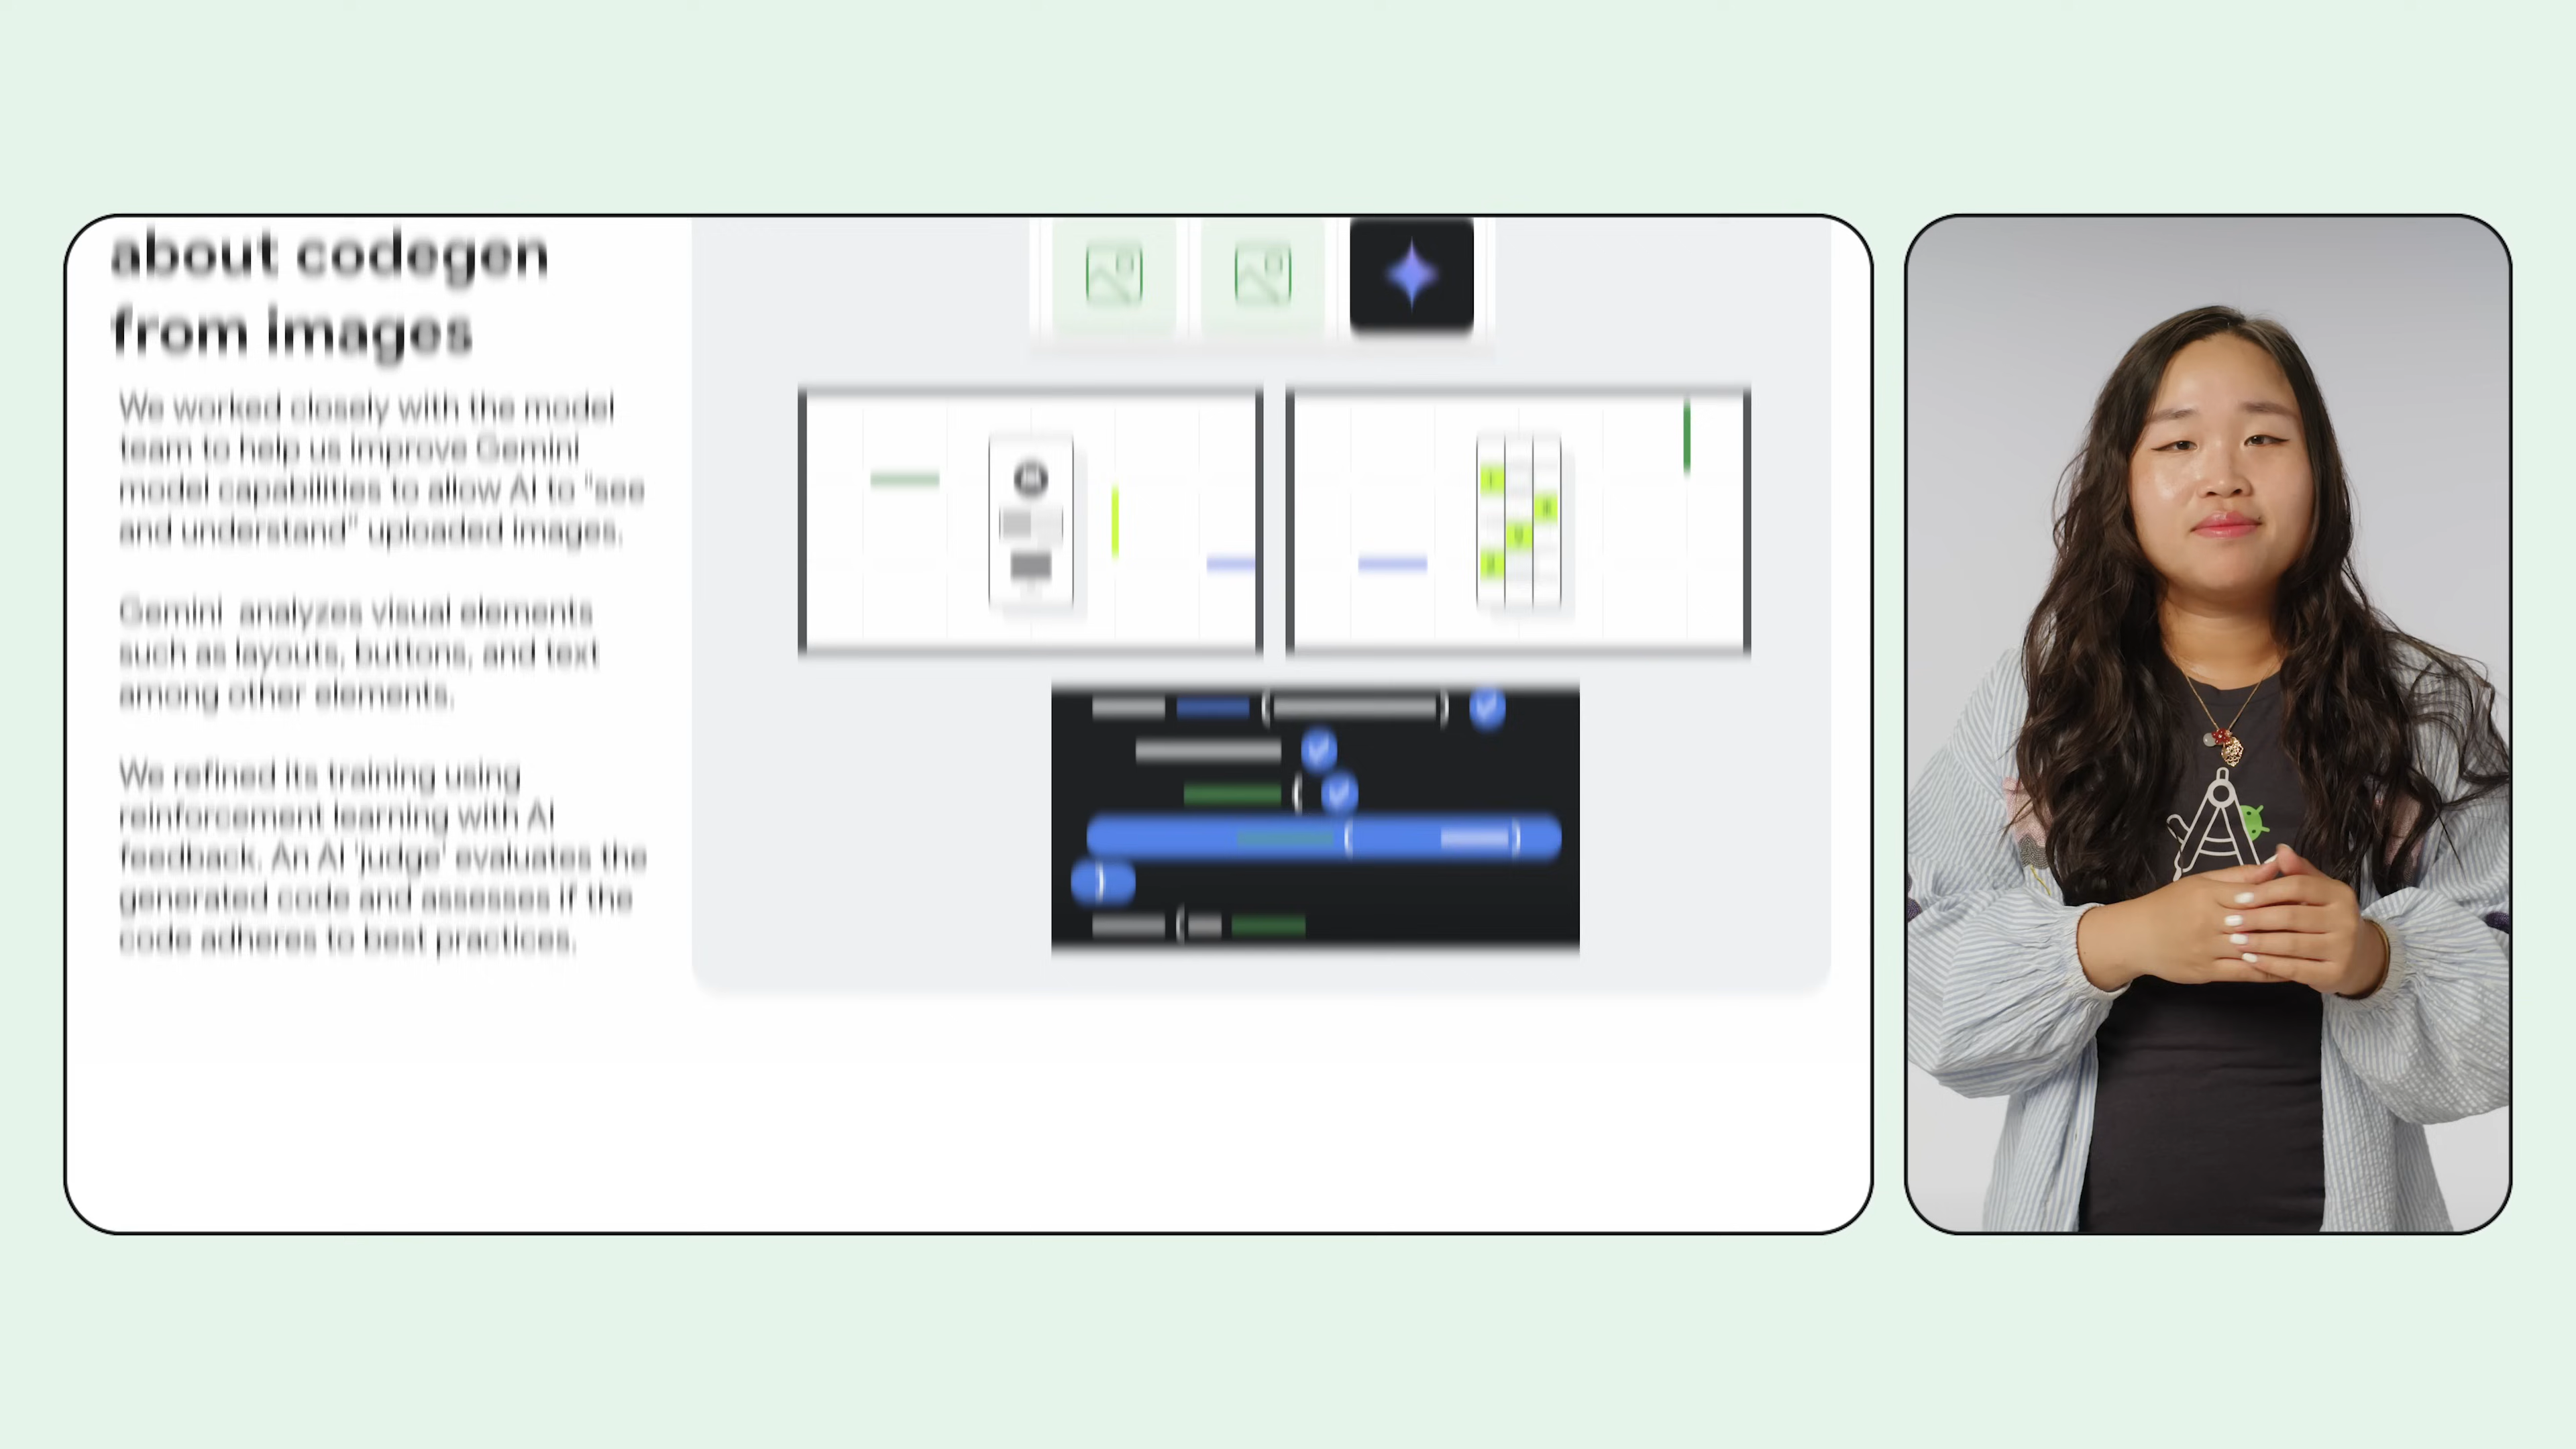 about codegen
from images
We worked closely with the model
team to help us improve Gemini
model capabilities to allow AI to "see
and understand" uploaded images.
Gemini analyzes visual elements
such as layouts, buttons, and text
among other elements.
We refined its training using
reinforcement learning with AI
feedback. An AI 'judge' evaluates the
generated code and assesses if the
code adheres to best practices.